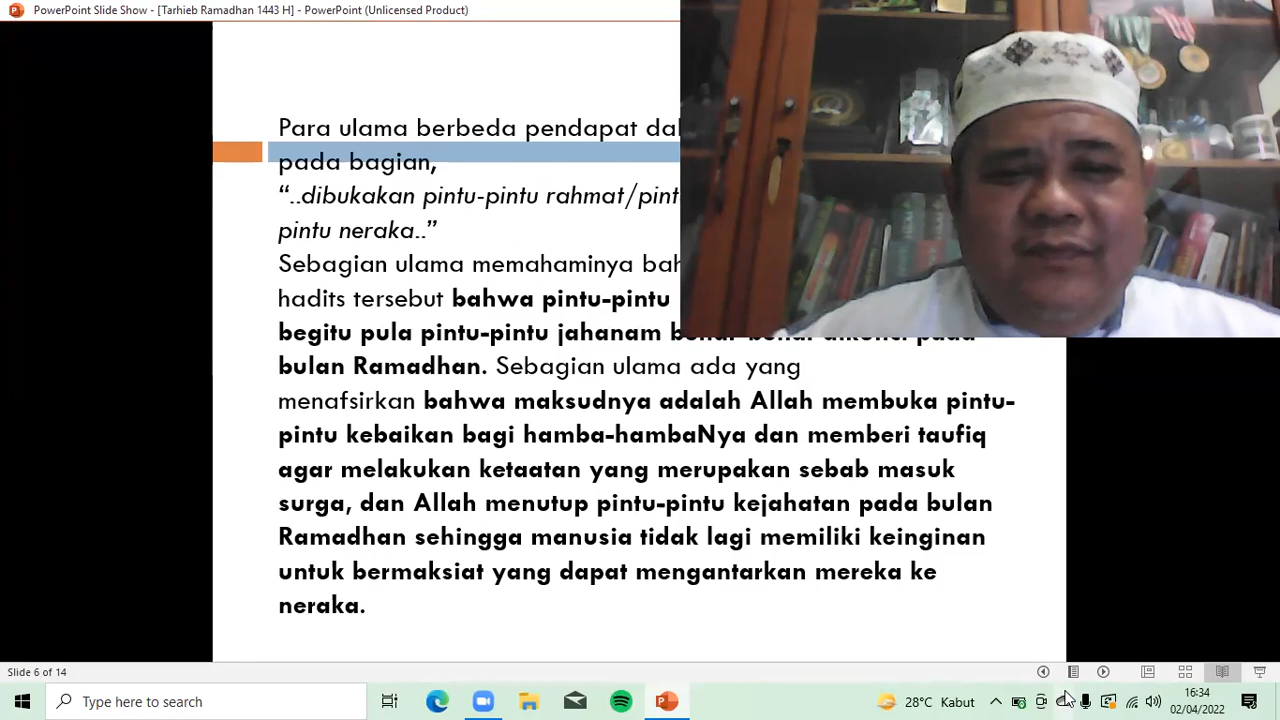 PowerPoint Slide Show - [Tarhieb Ramadhan 1443 H] - PowerPoint (Unlicensed Product)
Para ulama berbeda pendapat
pada bagian,
“..dibukakan pintu-pintu rahmat/
pintu neraka..”
Sebagian ulama memahaminya
hadits tersebut bahwa pintu-pintu
begitu pula pintu-pintu jahanam
bulan Ramadhan. Sebagian ulama ada yang
menafsirkan bahwa maksudnya adalah Allah membuka pintu-
pintu kebaikan bagi hamba-hambaNya dan memberi taufiq
agar melakukan ketaatan yang merupakan sebab masuk
surga, dan Allah menutup pintu-pintu kejahatan pada bulan
Ramadhan sehingga manusia tidak lagi memiliki keinginan
untuk bermaksiat yang dapat mengantarkan mereka ke
neraka.
Slide 6 of 14
Type here to search
28°C Kabut
16:34
02/04/2022